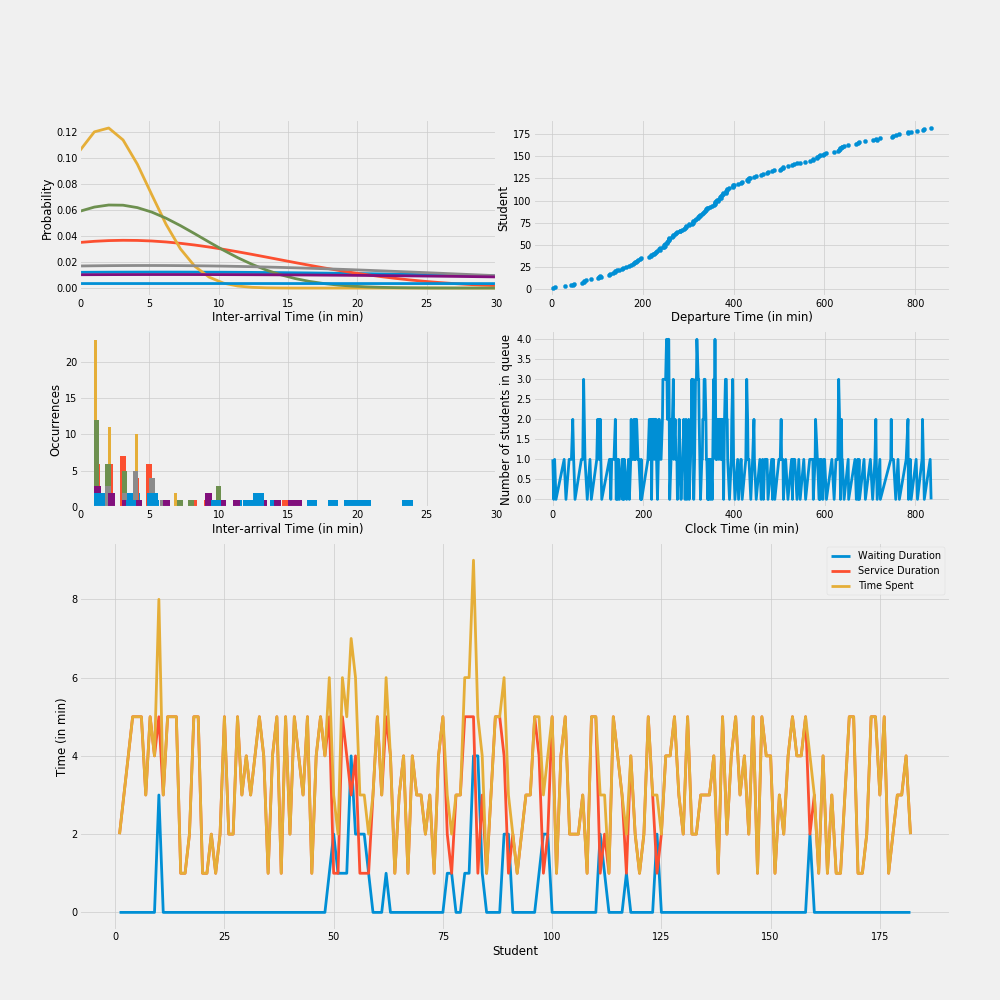 0.12
0.10
0.08
0.06
0.04
0.02
0.00
Probability
0 5 10 15 20 25 30
Inter-arrival Time (in min)
175
150
125
100
75
50
25
0
Student
0 200 400 600 800
Departure Time (in min)
20
15
10
5
0
Occurrences
0 5 10 15 20 25 30
Inter-arrival Time (in min)
4.0
3.5
3.0
2.5
2.0
1.5
1.0
0.5
0.0
Number of students in queue
0 200 400 600 800
Clock Time (in min)
Waiting Duration
Service Duration
Time Spent
8
6
4
2
0
Time (in min)
0 25 50 75 100 125 150 175
Student